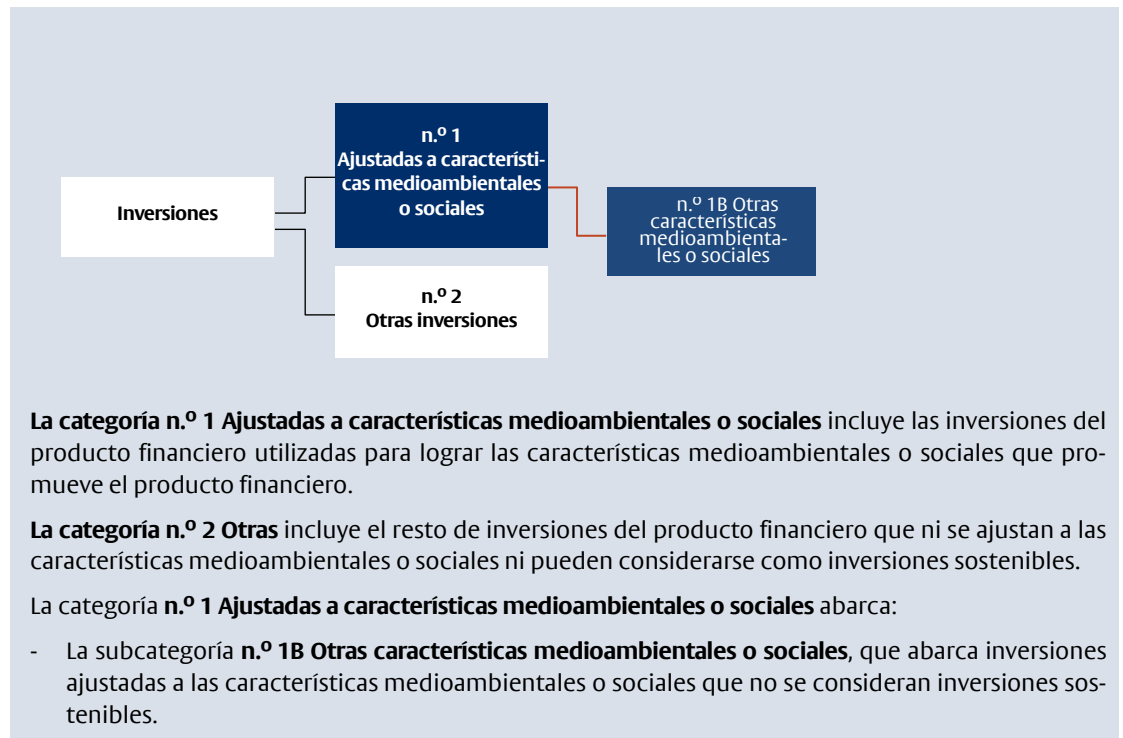 n.º 1
Ajustadas a característi-
cas medioambientales
o sociales
Inversiones
n.º 1B Otras
características
medioambienta-
les o sociales
n.º 2
Otras inversiones
La categoría n.º 1 Ajustadas a características medioambientales o sociales incluye las inversiones del
producto financiero utilizadas para lograr las características medioambientales o sociales que pro-
mueve el producto financiero.
La categoría n.º 2 Otras incluye el resto de inversiones del producto financiero que ni se ajustan a las
características medioambientales o sociales ni pueden considerarse como inversiones sostenibles.
La categoría n.º 1 Ajustadas a características medioambientales o sociales abarca:
- La subcategoría n.º 1B Otras características medioambientales o sociales, que abarca inversiones
ajustadas a las características medioambientales o sociales que no se consideran inversiones sos-
tenibles.